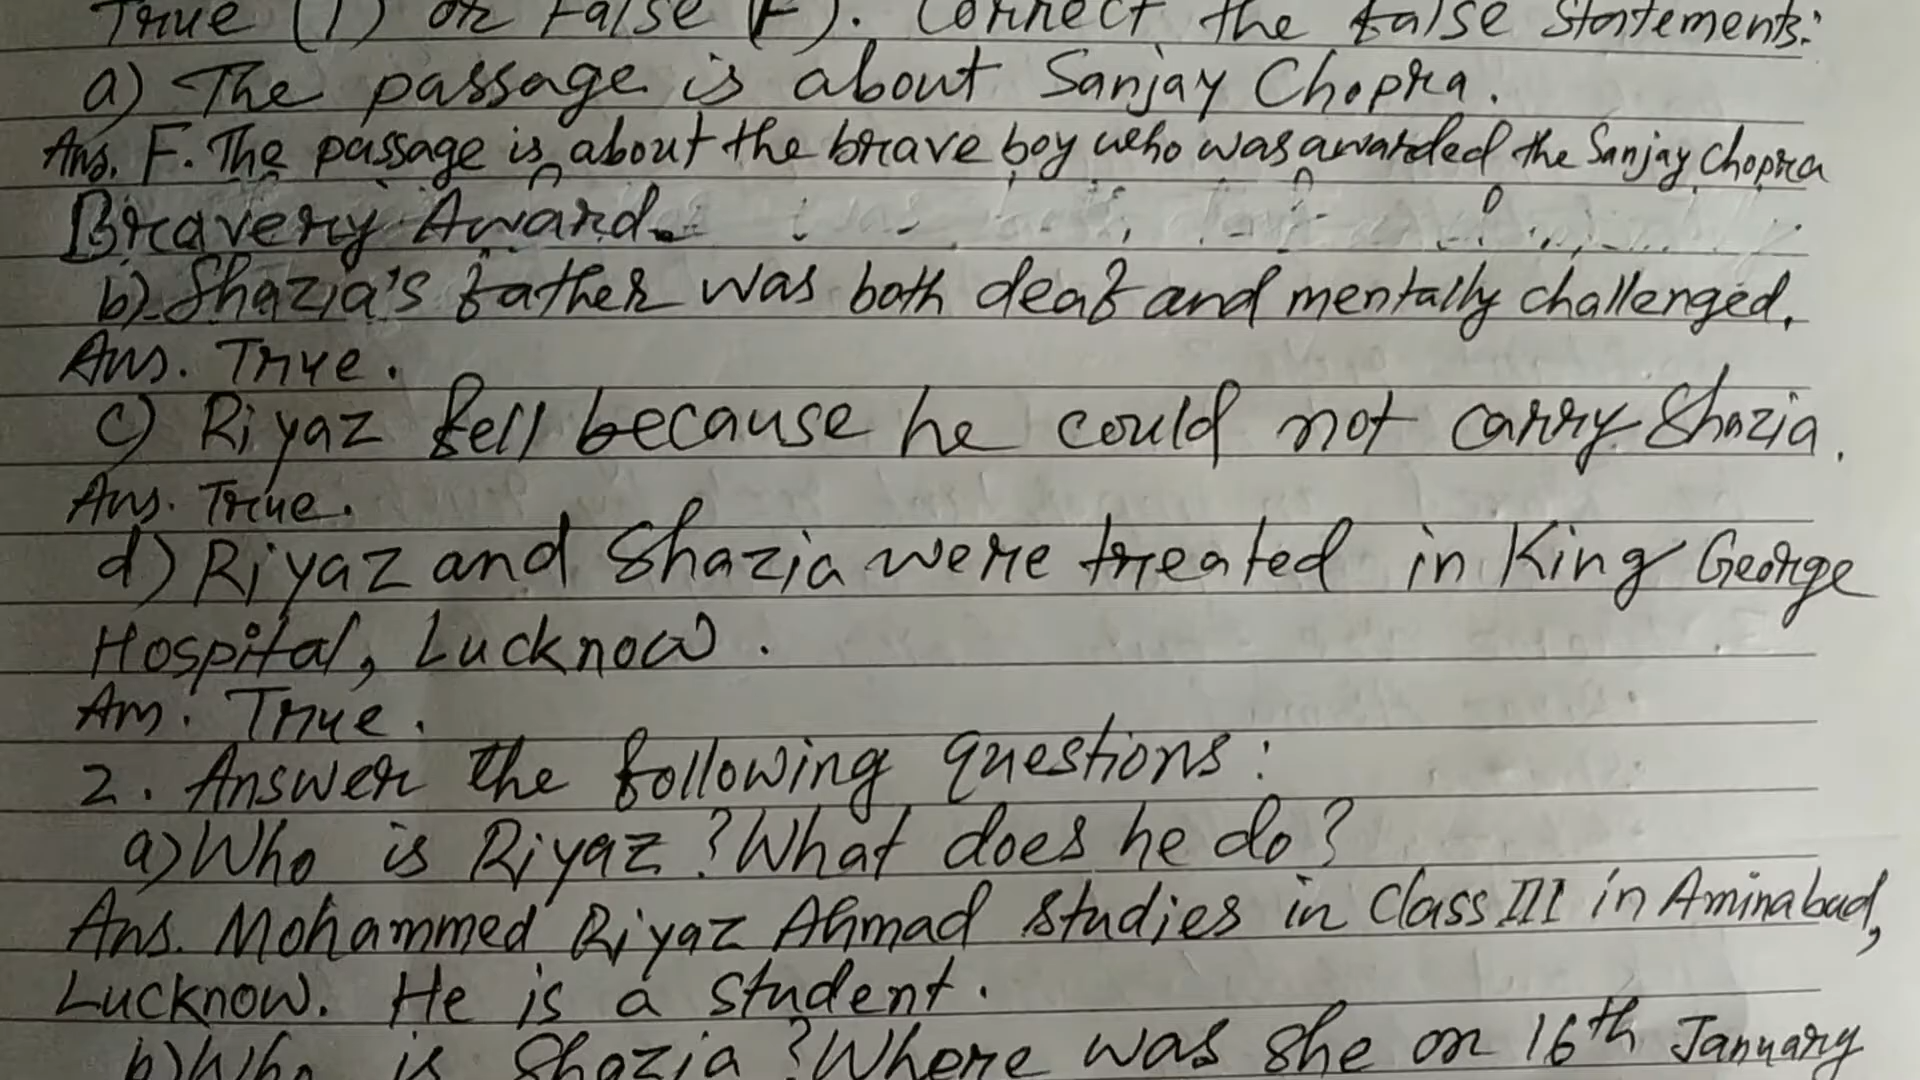 True (T) or False (F). Correct the false statements:
a) The passage is about Sanjay Chopra.
Ans. F. The passage is about the brave boy who was awarded the Sanjay Chopra
Bravery Award.
b) Shazia's father was both deaf and mentally challenged.
Ans. True.
c) Riyaz fell because he could not carry Shazia.
Ans. True.
d) Riyaz and Shazia were treated in King George
Hospital, Lucknow.
Ans. True.
2. Answer the following questions:
a) Who is Riyaz? What does he do?
Ans. Mohammed Riyaz Ahmad studies in Class III in Aminabad,
Lucknow. He is a student.
b) Who is Shazia? Where was she on 16th January